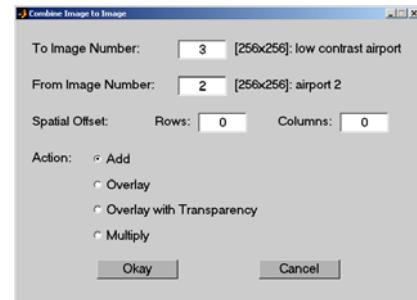 Combine Image to Image
To Image Number: 3 [256x256]: low contrast airport
From Image Number: 2 [256x256]: airport 2
Spatial Offset: Rows: 0 Columns: 0
Action: Add
Overlay
Overlay with Transparency
Multiply
Okay Cancel